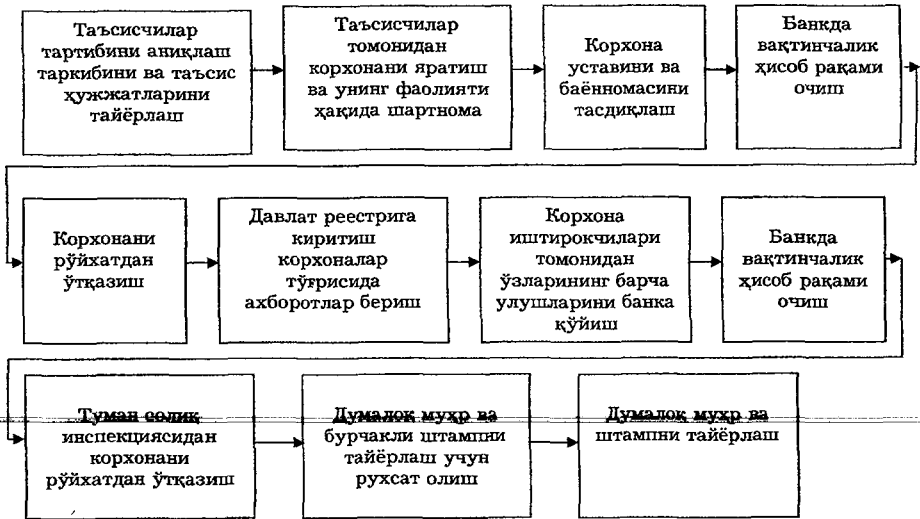 Таъсисчилар
тартибини аниқлаш
таркибини ва таъсис
ҳужжатларини
тайёрлаш
Таъсисчилар
томонидан
корхонани яратиш
ва унинг фаолияти
ҳақида шартнома
Корхона
уставини ва
баённомасини
тасдиқлаш
Банкда
вақтинчалик
ҳисоб рақами
очиш
Корхонани
рўйхатдан
ўтқазиш
Давлат реестрига
киритиш
корхоналар
тўғрисида
ахборотлар бериш
Корхона
иштирокчилари
томонидан
ўзларининг барча
улушларини банка
қўйиш
Банкда
вақтинчалик
ҳисоб рақами
очиш
Туман солиқ
инспекциясидан
корхонани
рўйхатдан ўтқазиш
Думалоқ муҳр ва
бурчакли штампни
тайёрлаш учун
рухсат олиш
Думалоқ муҳр ва
штампни тайёрлаш